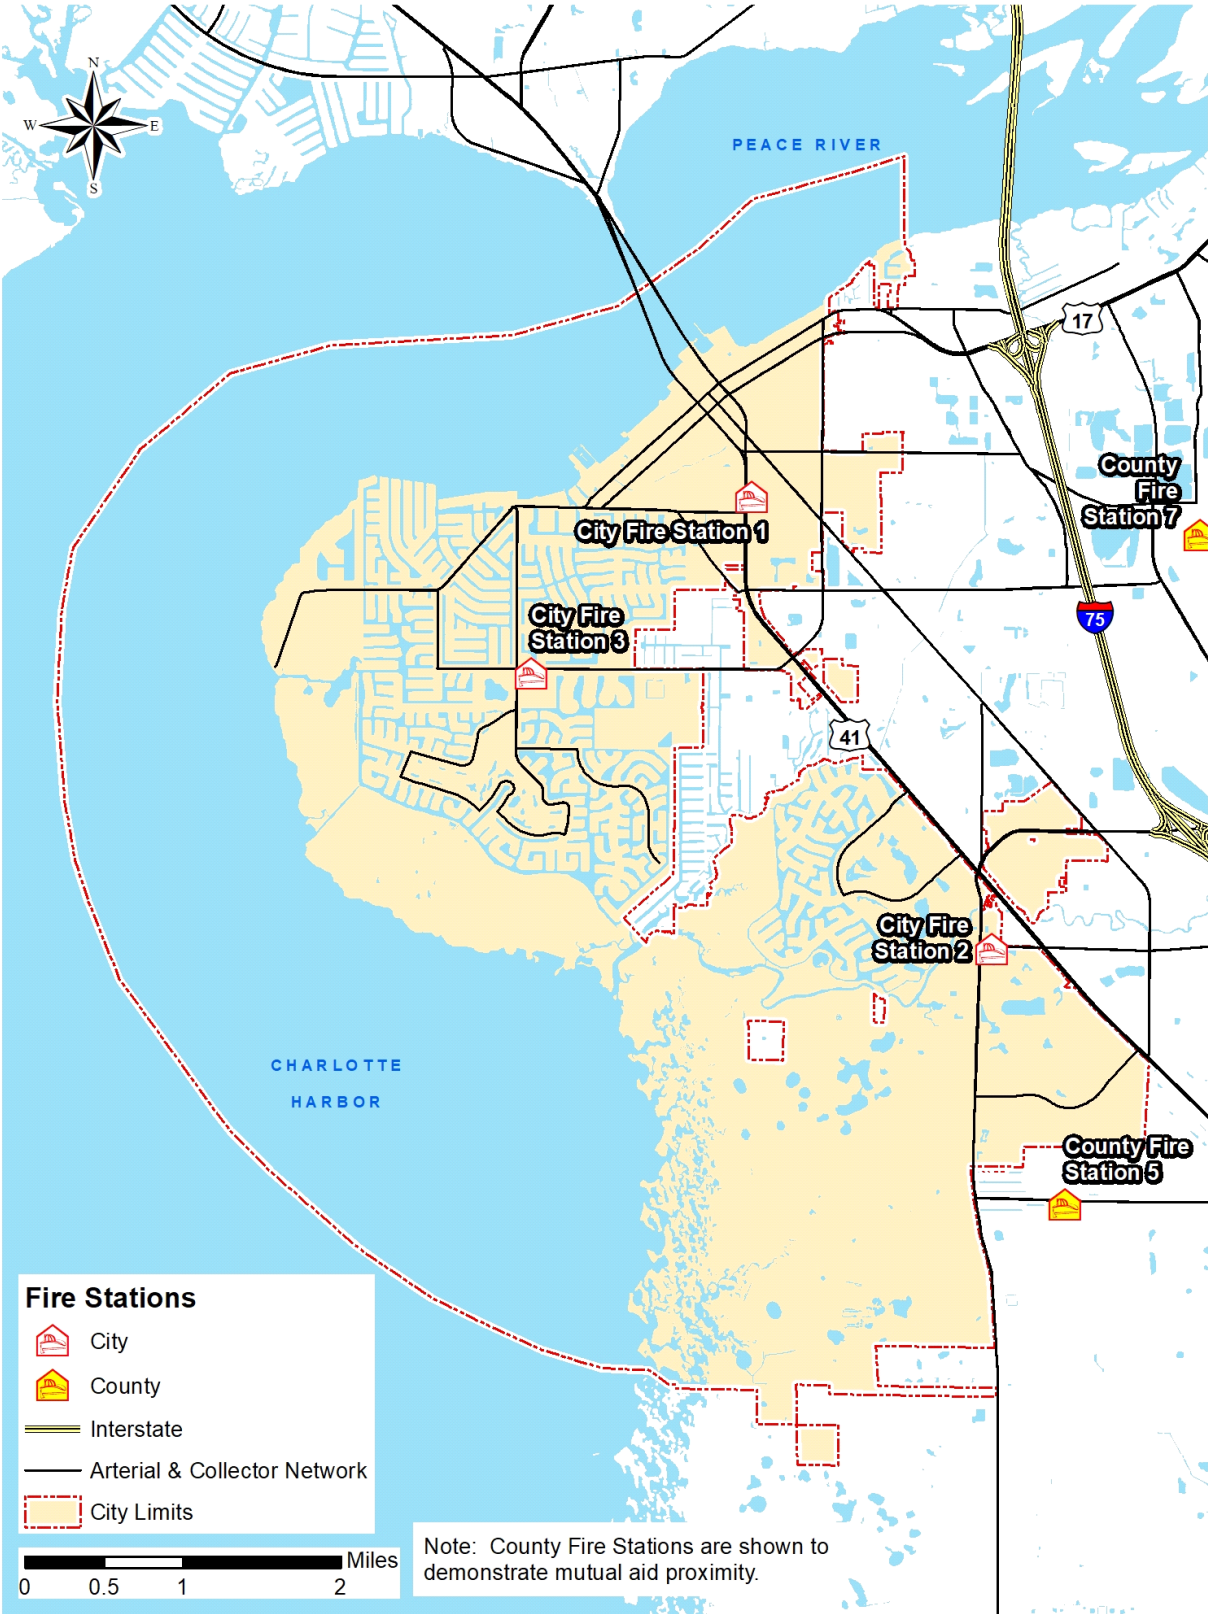 N
W
E
S
PEACE RIVER
17
County
Fire
Station 7
City Fire Station 1
City Fire
Station 3
75
41
City Fire
Station 2
CHARLOTTE
HARBOR
County Fire
Station 5
Fire Stations
City
County
Interstate
Arterial & Collector Network
City Limits
Miles
0 0.5 1 2
Note: County Fire Stations are shown to
demonstrate mutual aid proximity.